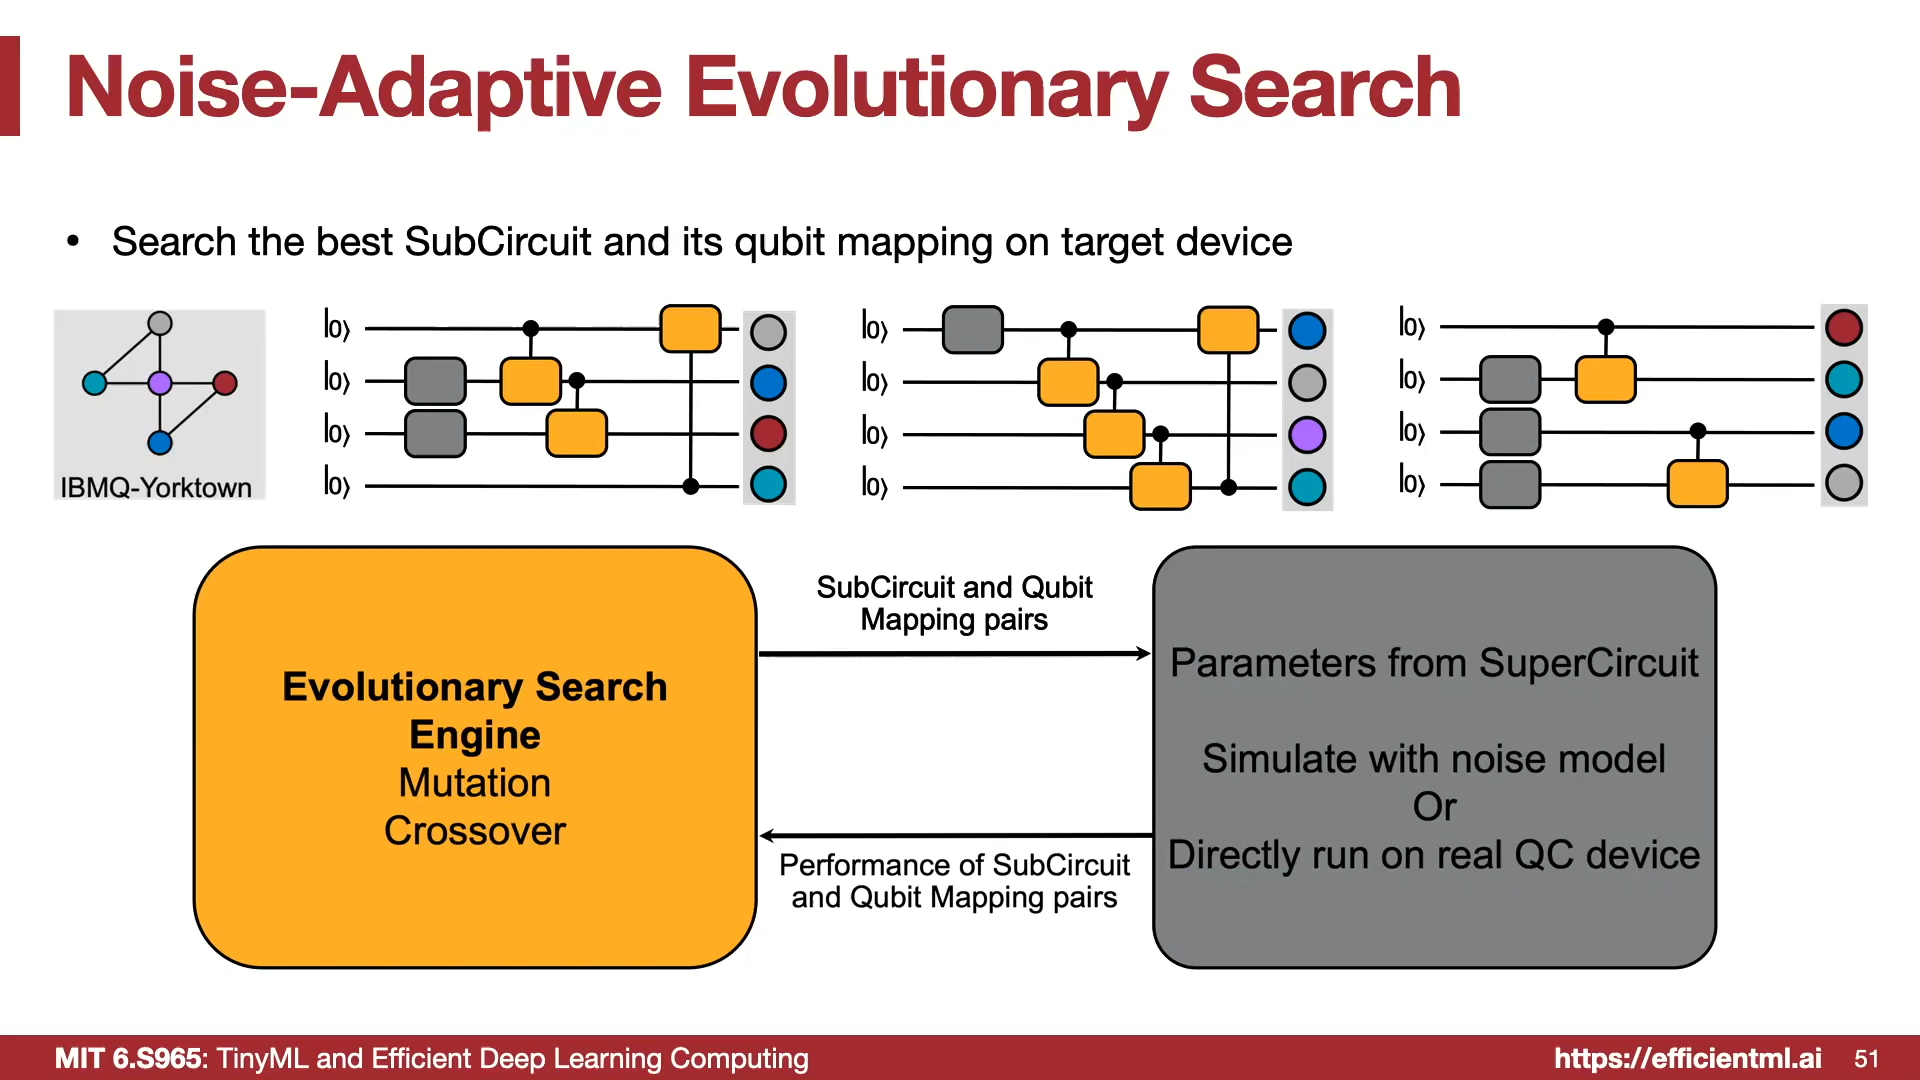 Noise-Adaptive Evolutionary Search
• Search the best SubCircuit and its qubit mapping on target device
IBMQ-Yorktown
|0⟩
|0⟩
|0⟩
|0⟩
|0⟩
|0⟩
|0⟩
|0⟩
|0⟩
|0⟩
|0⟩
|0⟩
Evolutionary Search
Engine
Mutation
Crossover
SubCircuit and Qubit
Mapping pairs
Performance of SubCircuit
and Qubit Mapping pairs
Parameters from SuperCircuit
Simulate with noise model
Or
Directly run on real QC device
MIT 6.S965: TinyML and Efficient Deep Learning Computing
https://efficientml.ai 51